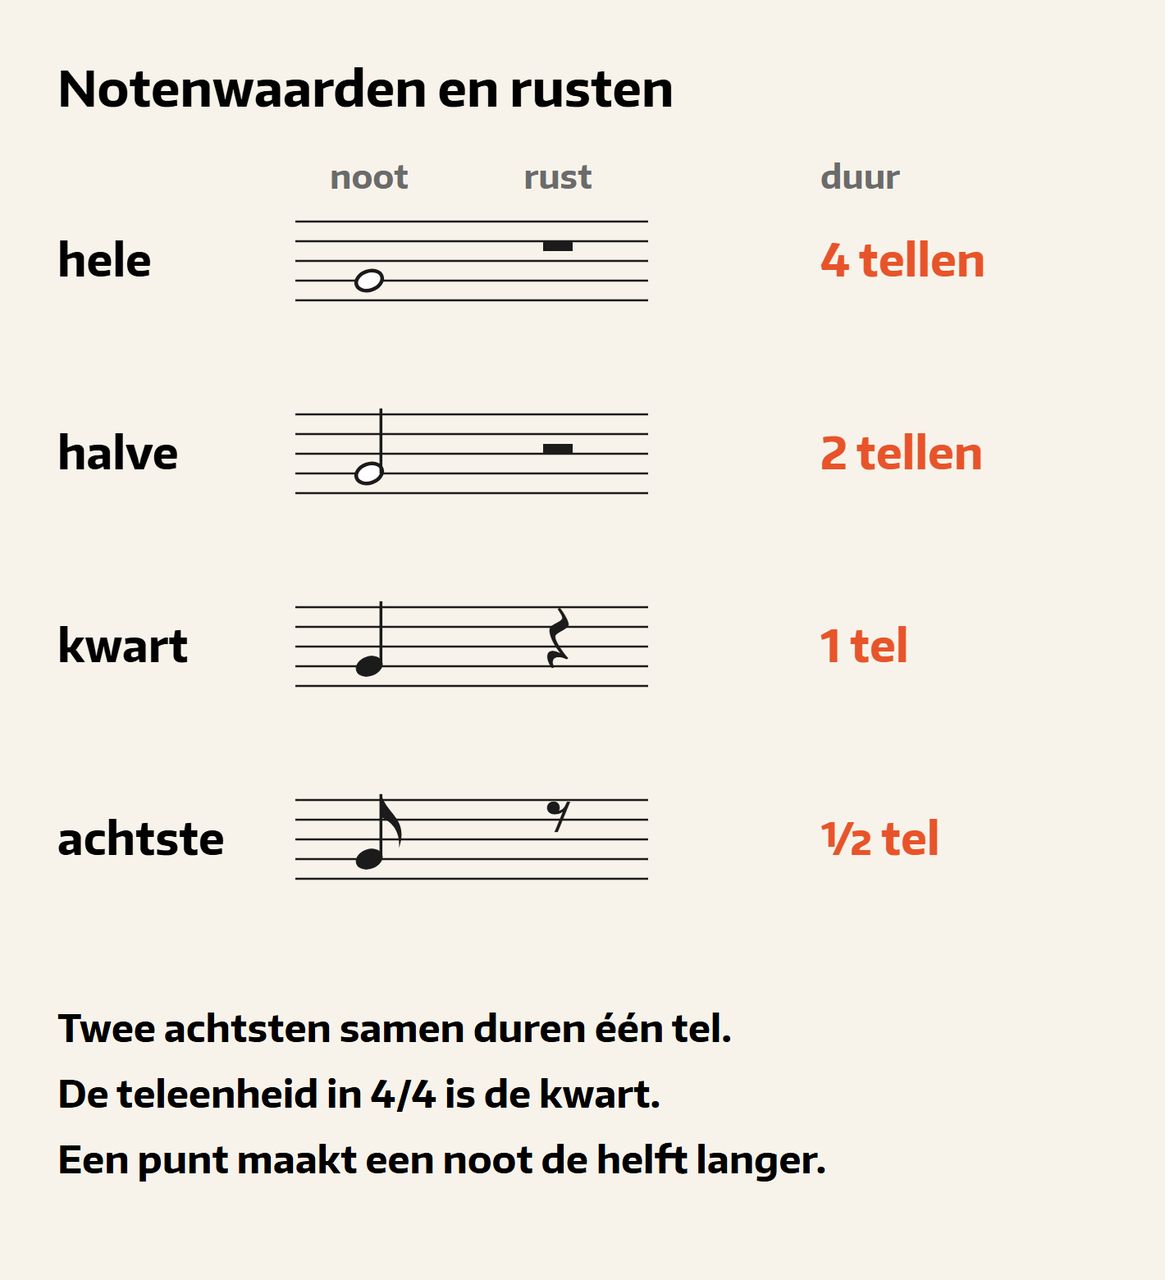 Notenwaarden en rusten
noot rust duur
hele 4 tellen
halve 2 tellen
kwart 1 tel
achtste ½ tel
Twee achtsten samen duren één tel.
De teleenheid in 4/4 is de kwart.
Een punt maakt een noot de helft langer.